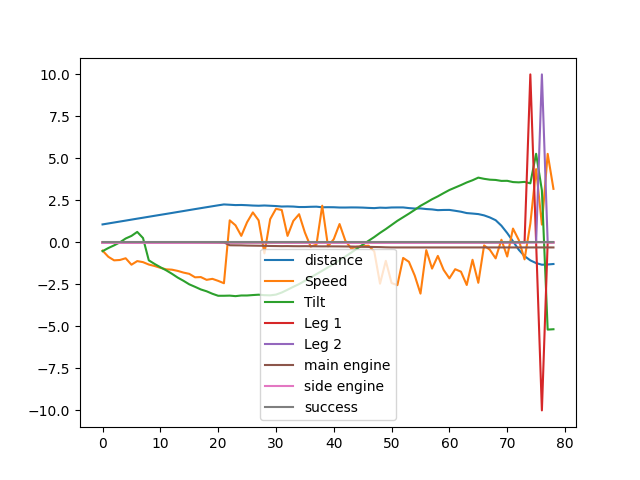 10.0
7.5
5.0
2.5
0.0
−2.5
−5.0
−7.5
−10.0
distance
Speed
Tilt
Leg 1
Leg 2
main engine
side engine
success
0 10 20 30 40 50 60 70 80